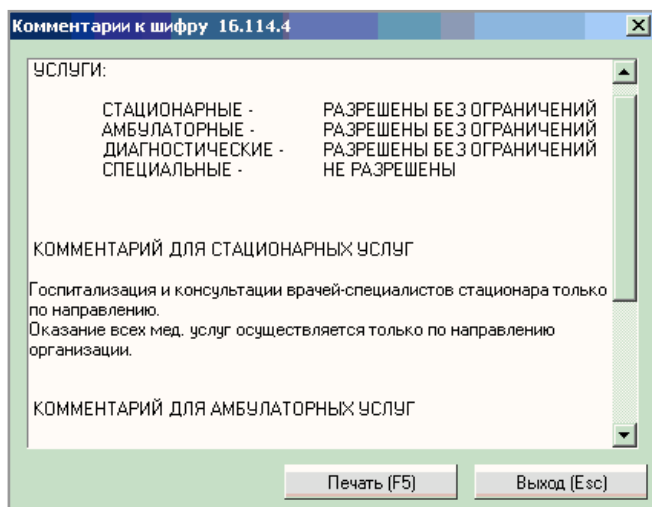 Комментарии к шифру 16.114.4
УСЛУГИ:
СТАЦИОНАРНЫЕ - РАЗРЕШЕНЫ БЕЗ ОГРАНИЧЕНИЙ
АМБУЛАТОРНЫЕ - РАЗРЕШЕНЫ БЕЗ ОГРАНИЧЕНИЙ
ДИАГНОСТИЧЕСКИЕ - РАЗРЕШЕНЫ БЕЗ ОГРАНИЧЕНИЙ
СПЕЦИАЛЬНЫЕ - НЕ РАЗРЕШЕНЫ
КОММЕНТАРИЙ ДЛЯ СТАЦИОНАРНЫХ УСЛУГ
Госпитализация и консультации врачей-специалистов стационара только
по направлению.
Оказание всех мед. услуг осуществляется только по направлению
организации.
КОММЕНТАРИЙ ДЛЯ АМБУЛАТОРНЫХ УСЛУГ
Печать (F5) Выход (Esc)